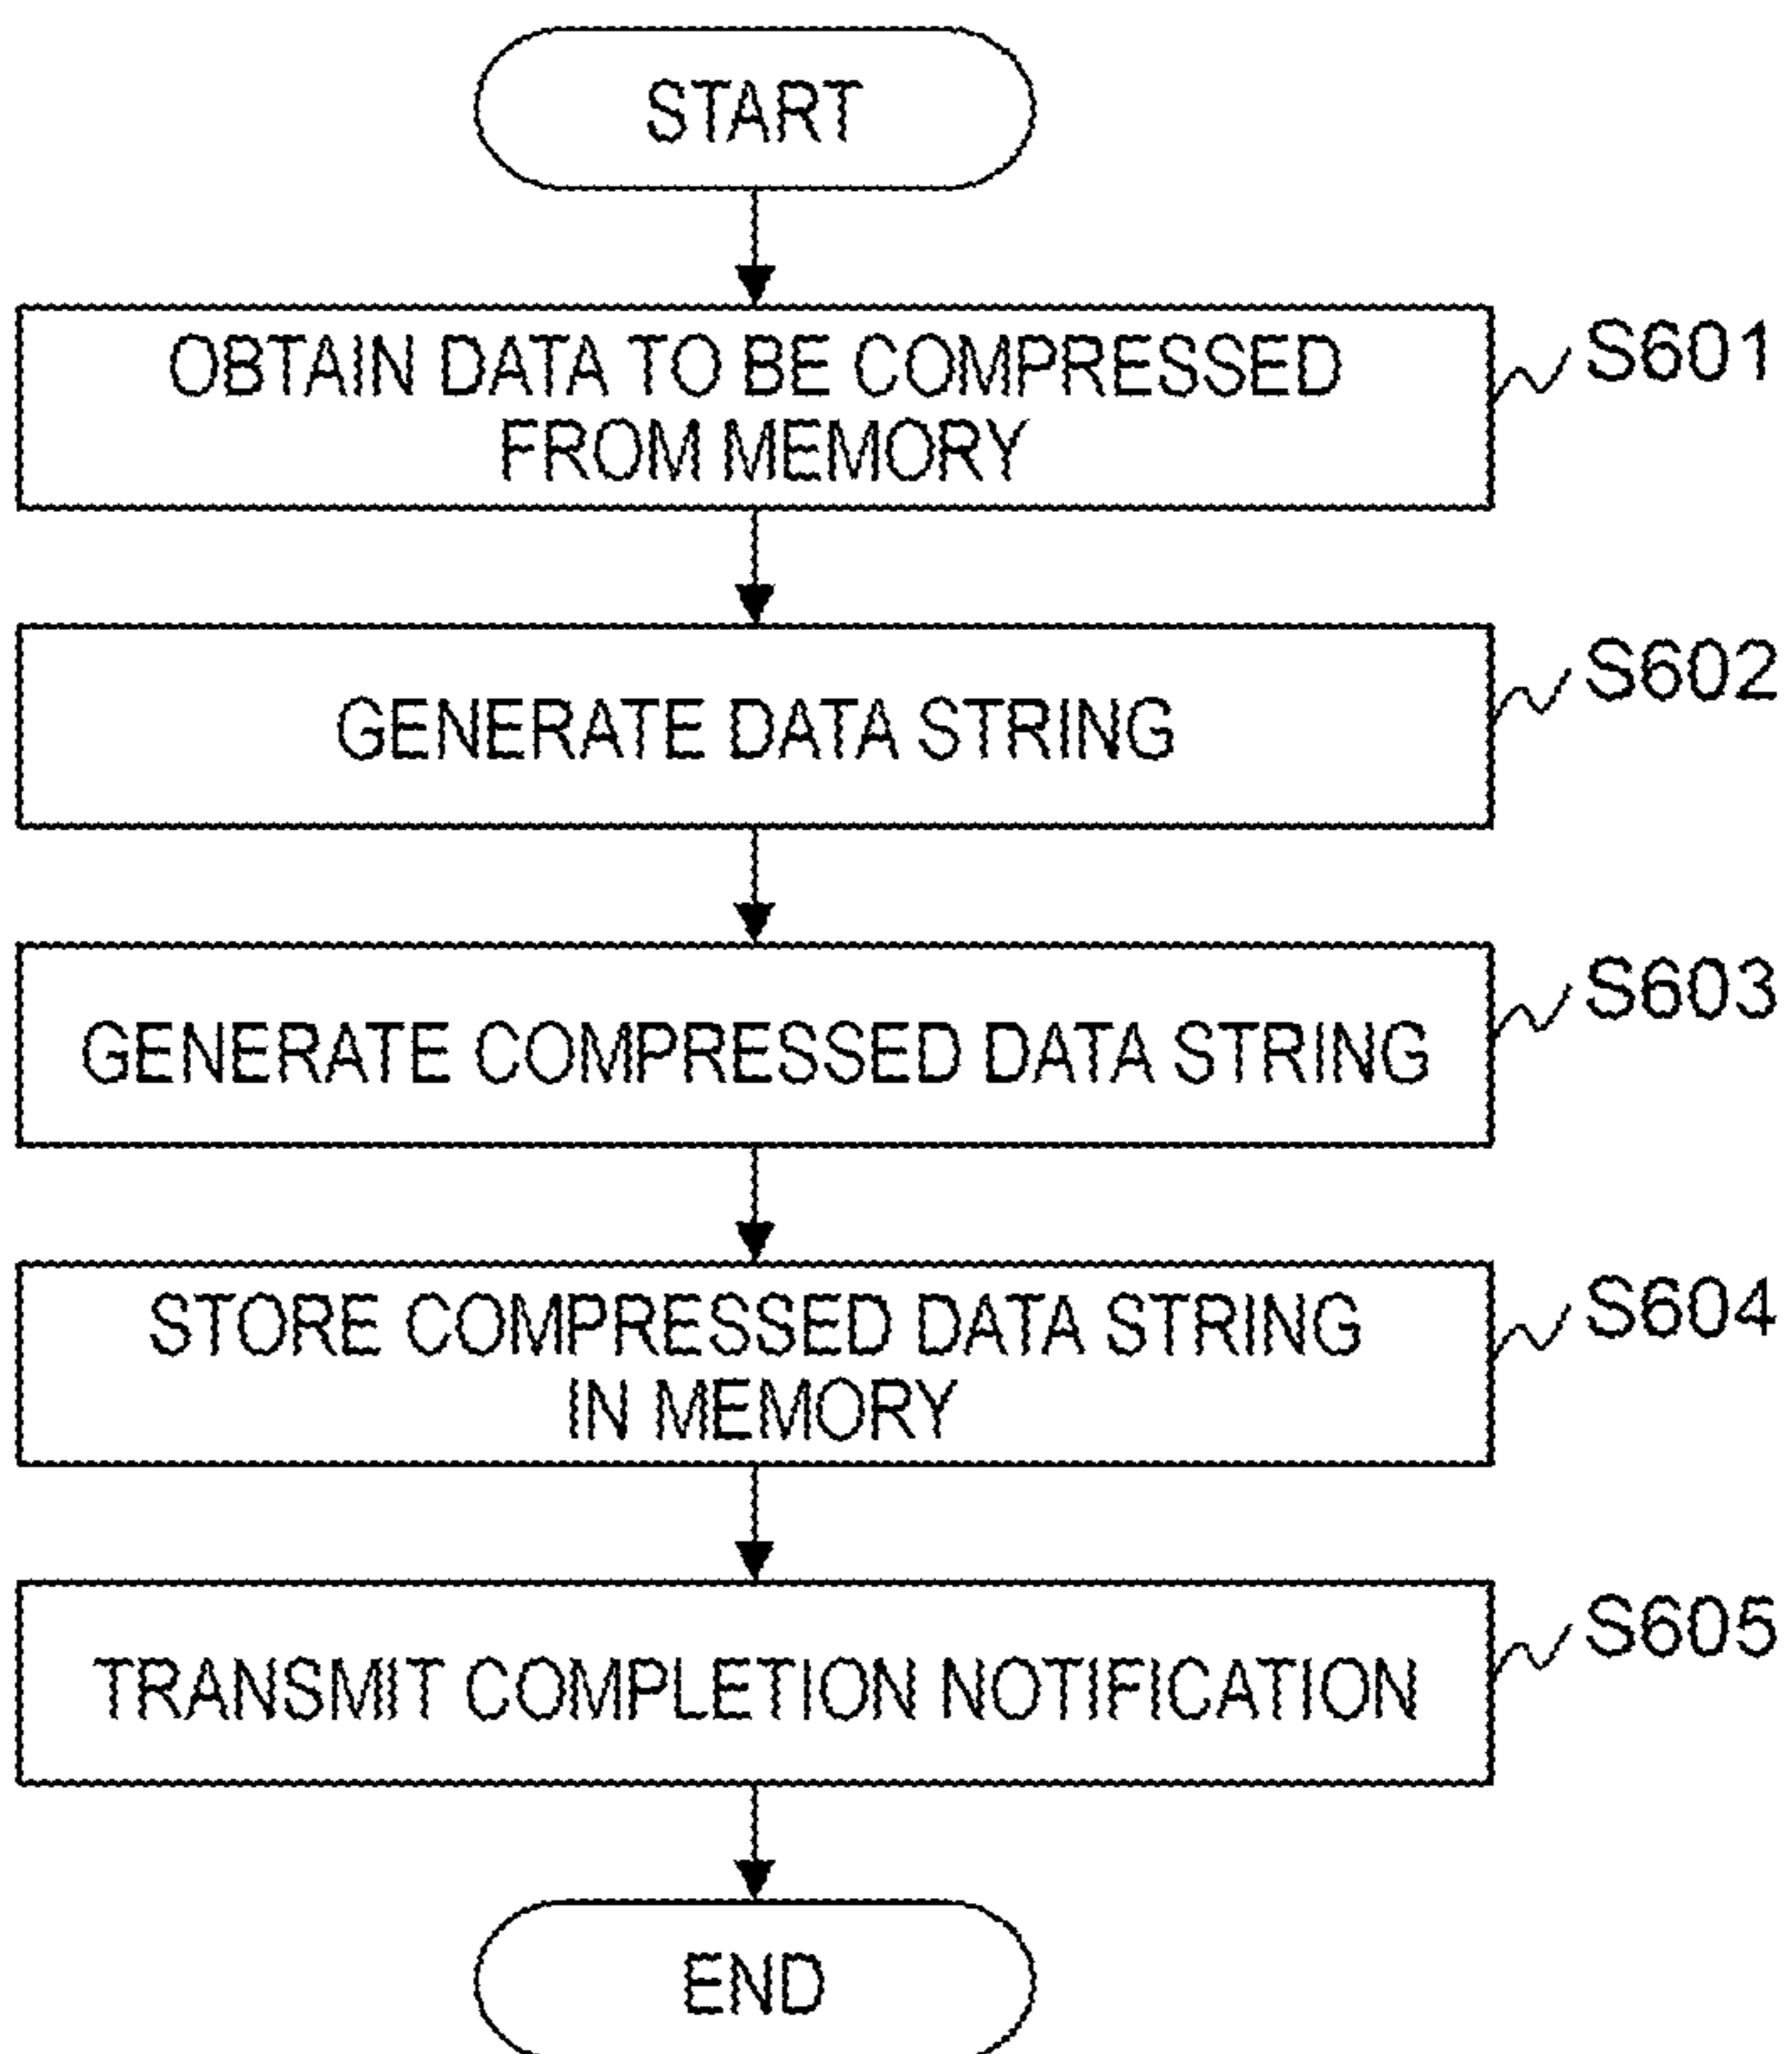 START
OBTAIN DATA TO BE COMPRESSED
FROM MEMORY
S601
GENERATE DATA STRING
S602
GENERATE COMPRESSED DATA STRING
S603
STORE COMPRESSED DATA STRING
IN MEMORY
S604
TRANSMIT COMPLETION NOTIFICATION
S605
END